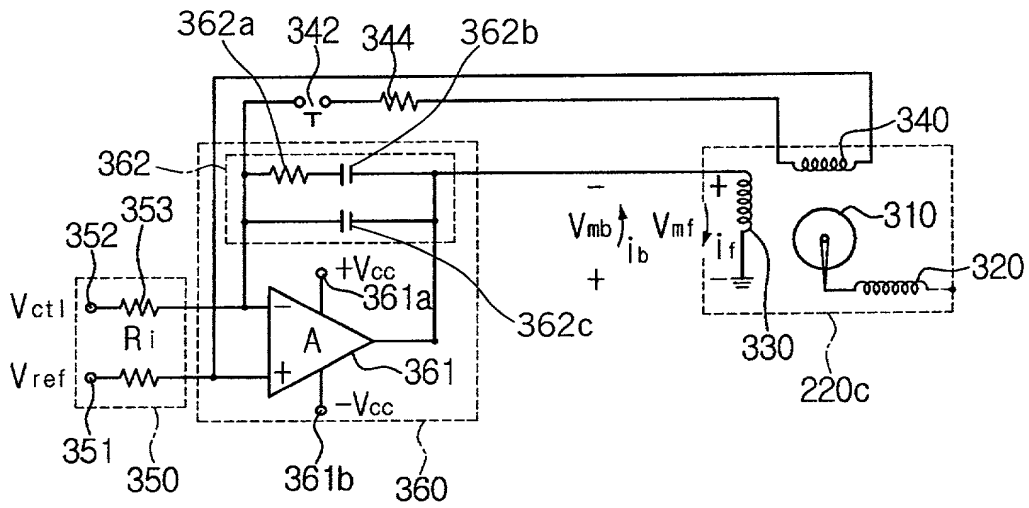 362a 342 344 362b
T
340
362
353
352
310
Vmb ib Vmf if
− + + −
+Vcc
361a
320
Vctl
Ri
− A +
362c
361
330
Vref
−Vcc
220c
351
350
361b
360